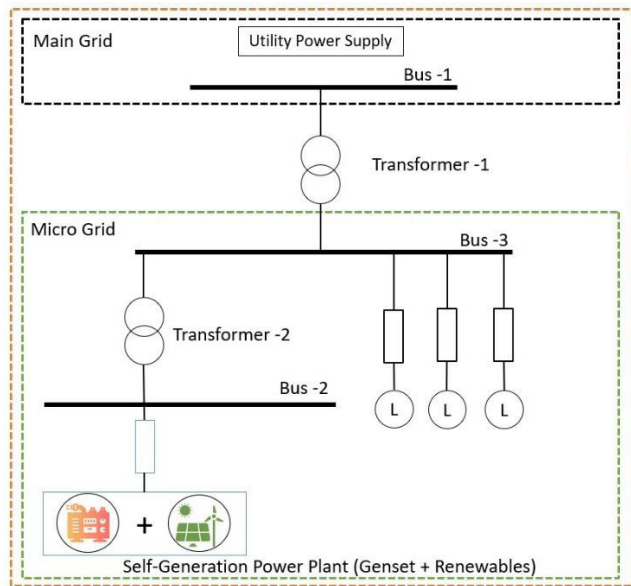 Main Grid
Utility Power Supply
Bus -1
Transformer -1
Micro Grid
Bus -3
Transformer -2
Bus -2
L
L
L
+
Self-Generation Power Plant (Genset + Renewables)